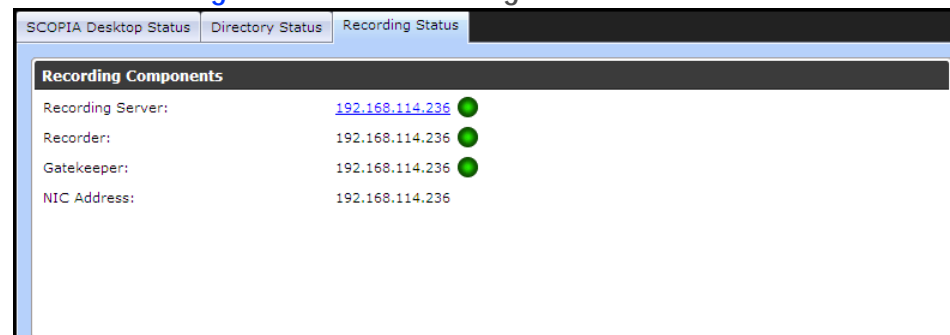 SCOPIA Desktop Status Directory Status Recording Status
Recording Components
Recording Server: 192.168.114.236
Recorder: 192.168.114.236
Gatekeeper: 192.168.114.236
NIC Address: 192.168.114.236